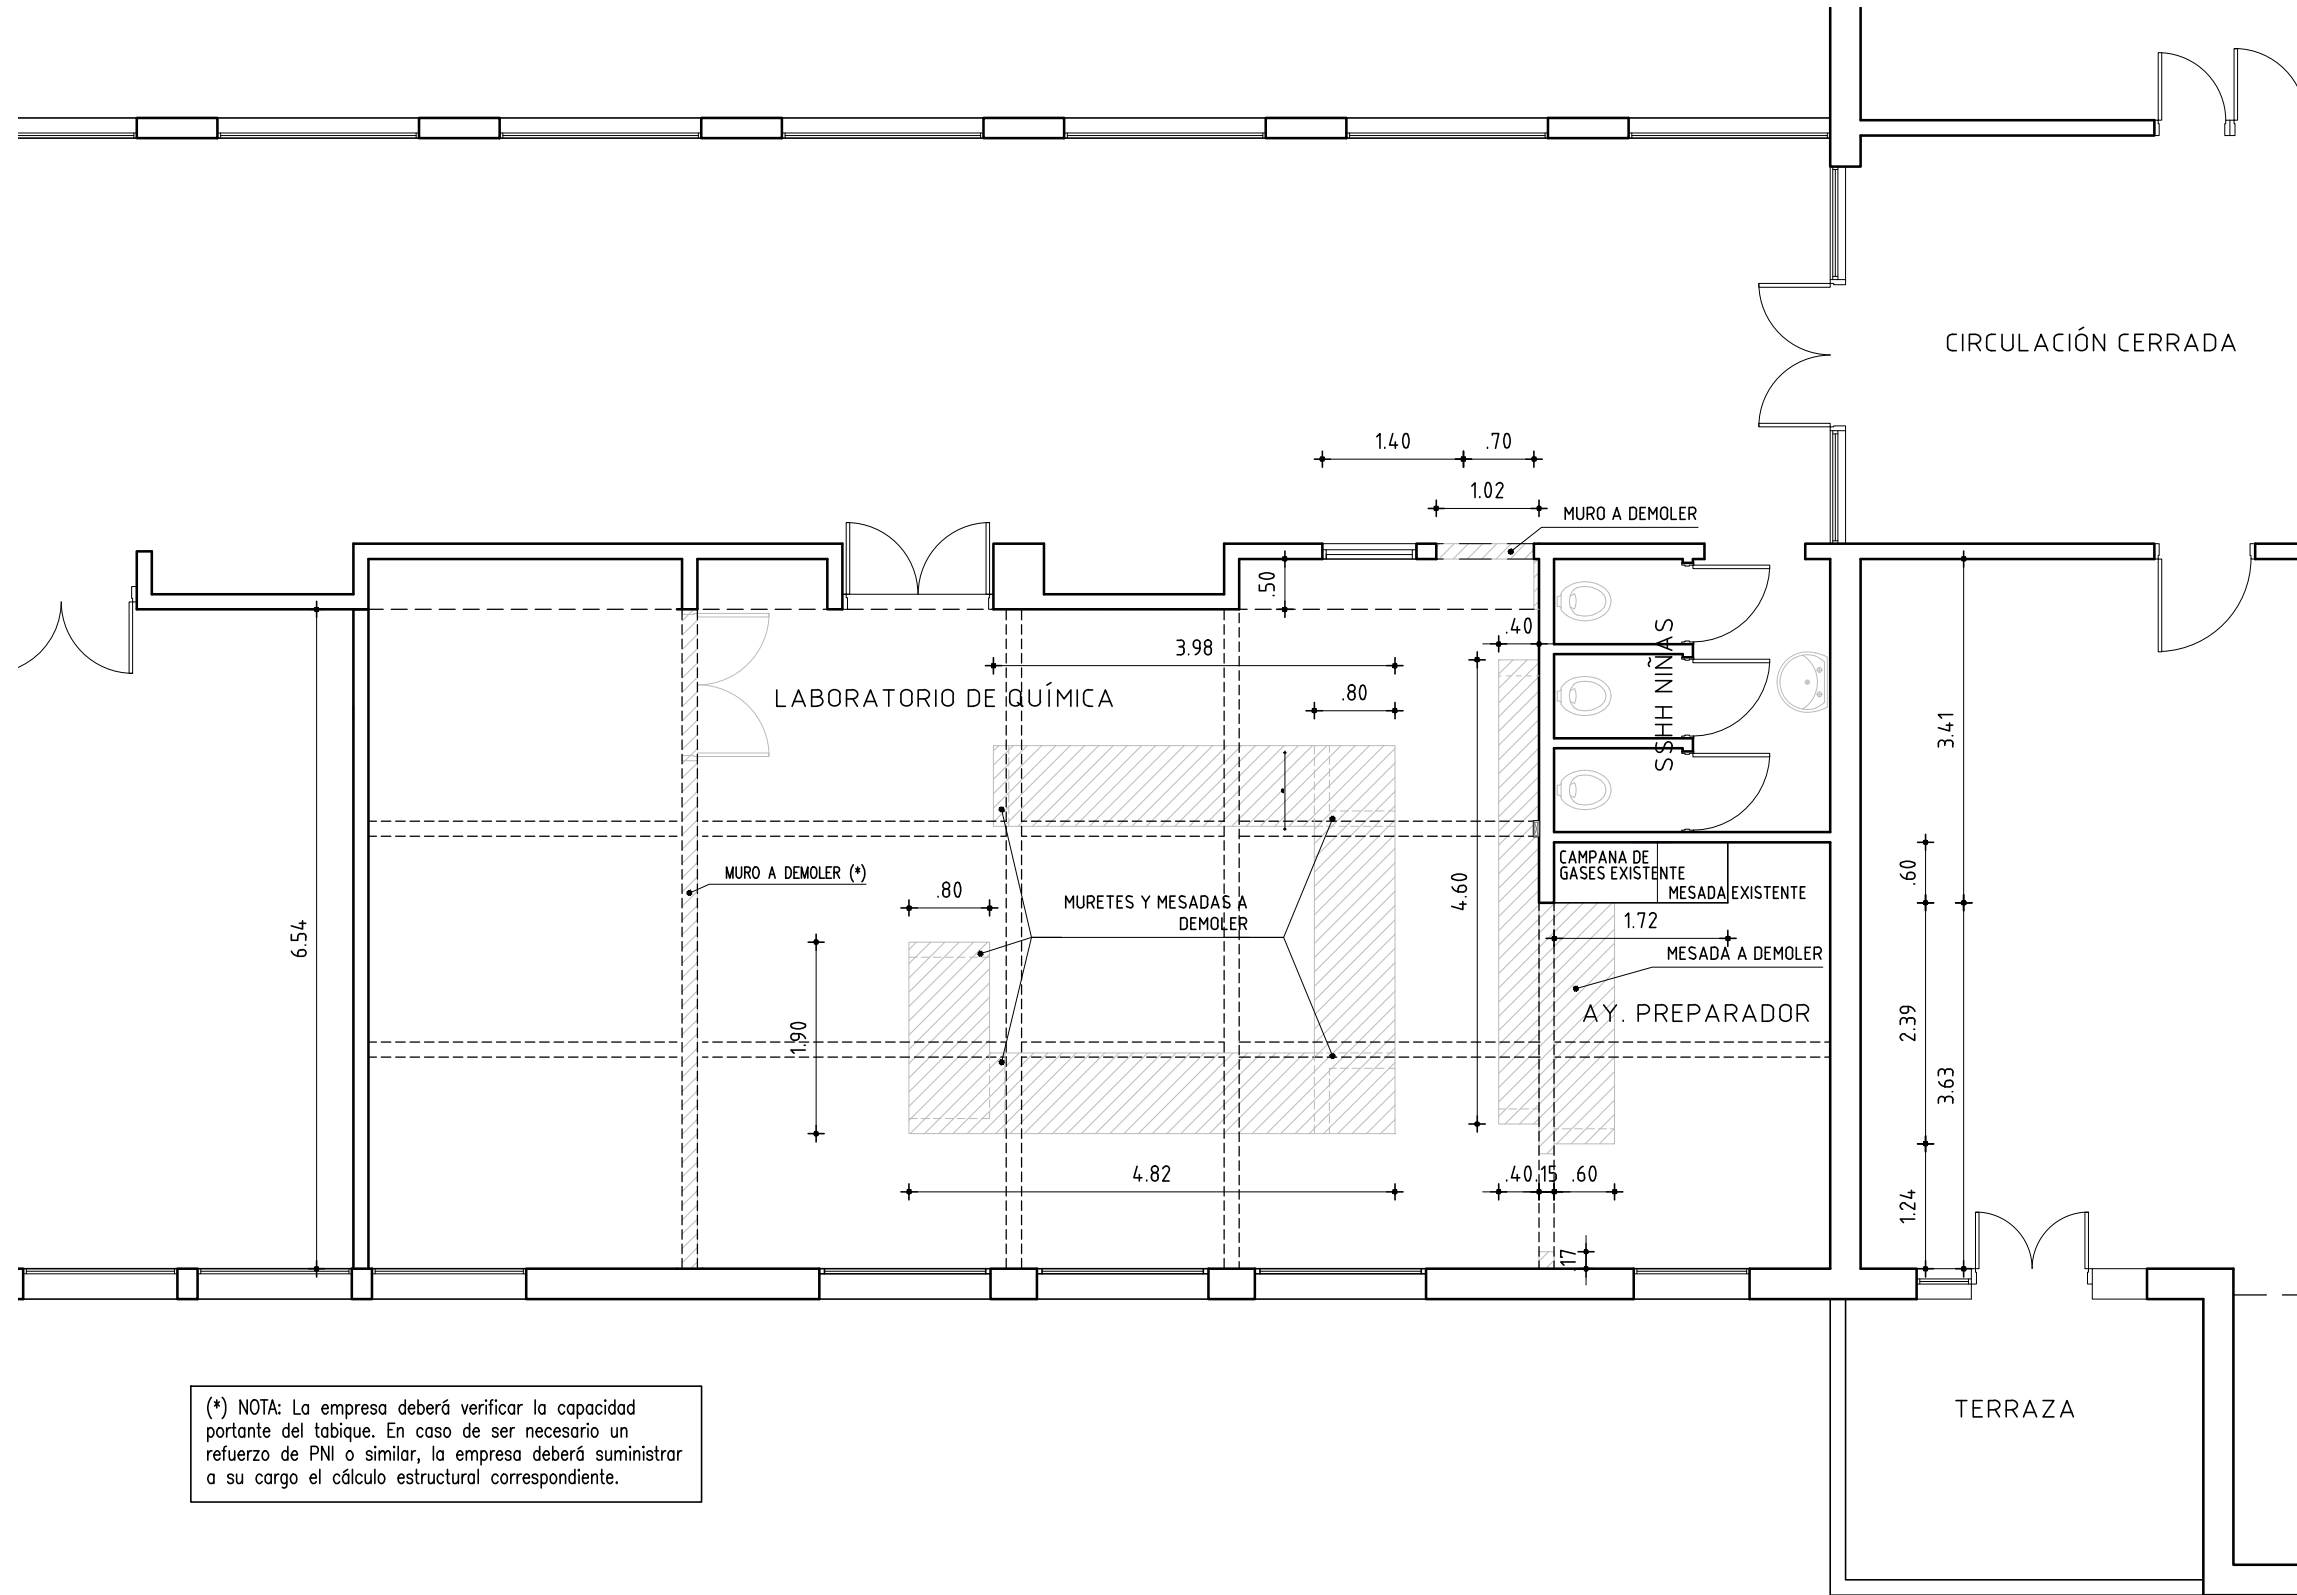 CIRCULACIÓN CERRADA
1.40
.70
1.02
MURO A DEMOLER
.50
.40
3.98
LABORATORIO DE QUÍMICA
.80
SSHH NIÑAS
3.41
MURO A DEMOLER (*)
.80
MURETES Y MESADAS A
DEMOLER
4.60
CAMPANA DE
GASES EXISTENTE
MESADA EXISTENTE
.60
1.72
MESADA A DEMOLER
6.54
1.90
AY. PREPARADOR
2.39
3.63
4.82
.40
.15
.60
1.24
.17
TERRAZA
(*) NOTA: La empresa deberá verificar la capacidad
portante del tabique. En caso de ser necesario un
refuerzo de PNI o similar, la empresa deberá suministrar
a su cargo el cálculo estructural correspondiente.